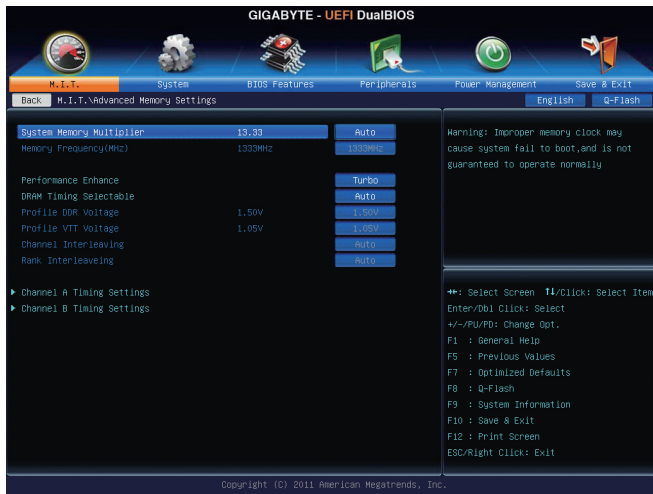 GIGABYTE - UEFI DualBIOS
M.I.T. System BIOS Features Peripherals Power Management Save & Exit
Back M.I.T.\Advanced Memory Settings English Q-Flash
System Memory Multiplier 13.33 Auto
Memory Frequency(MHz) 1333MHz 1333MHz
Performance Enhance Turbo
DRAM Timing Selectable Auto
Profile DDR Voltage 1.50V 1.50V
Profile VTT Voltage 1.05V 1.05V
Channel Interleaving Auto
Rank Interleaveing Auto
Channel A Timing Settings
Channel B Timing Settings
Warning: Improper memory clock may
cause system fail to boot,and is not
guaranteed to operate normally
→←: Select Screen ↑↓/Click: Select Item
Enter/Dbl Click: Select
+/-/PU/PD: Change Opt.
F1 : General Help
F5 : Previous Values
F7 : Optimized Defaults
F8 : Q-Flash
F9 : System Information
F10 : Save & Exit
F12 : Print Screen
ESC/Right Click: Exit
Copyright (C) 2011 American Megatrends, Inc.